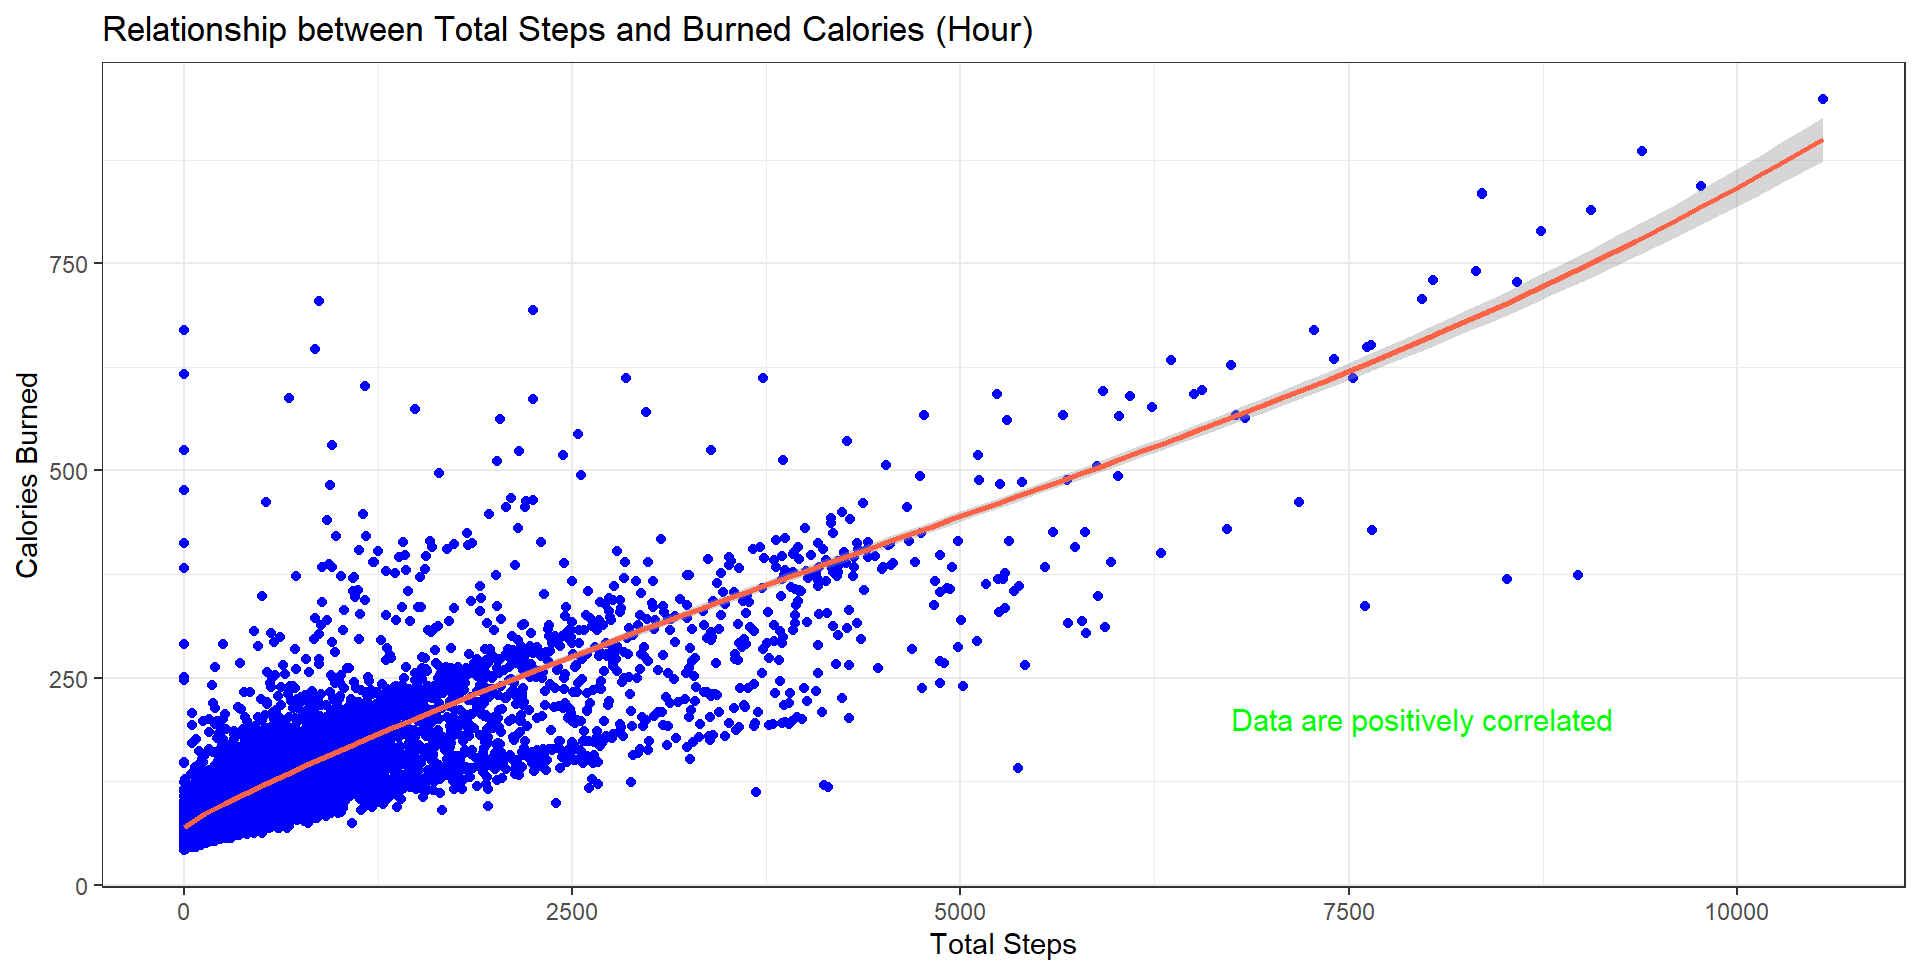 Relationship between Total Steps and Burned Calories (Hour)
Calories Burned
750
500
250
0
Data are positively correlated
0
2500
5000
7500
10000
Total Steps